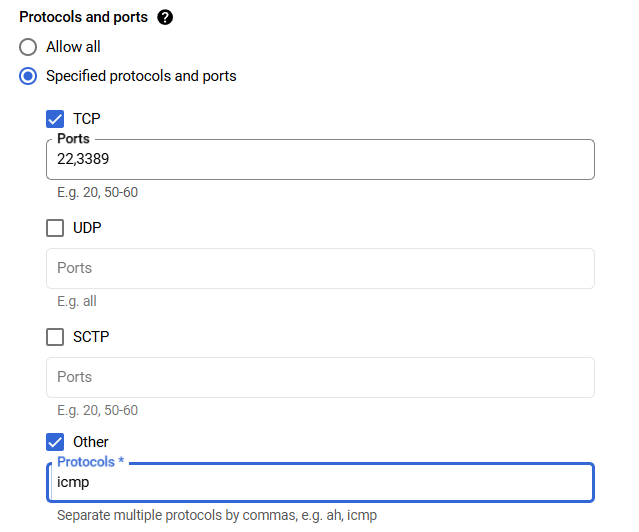 Protocols and ports ?
Allow all
Specified protocols and ports
TCP
Ports
22,3389
E.g. 20, 50-60
UDP
Ports
E.g. all
SCTP
Ports
E.g. 20, 50-60
Other
Protocols *
icmp
Separate multiple protocols by commas, e.g. ah, icmp